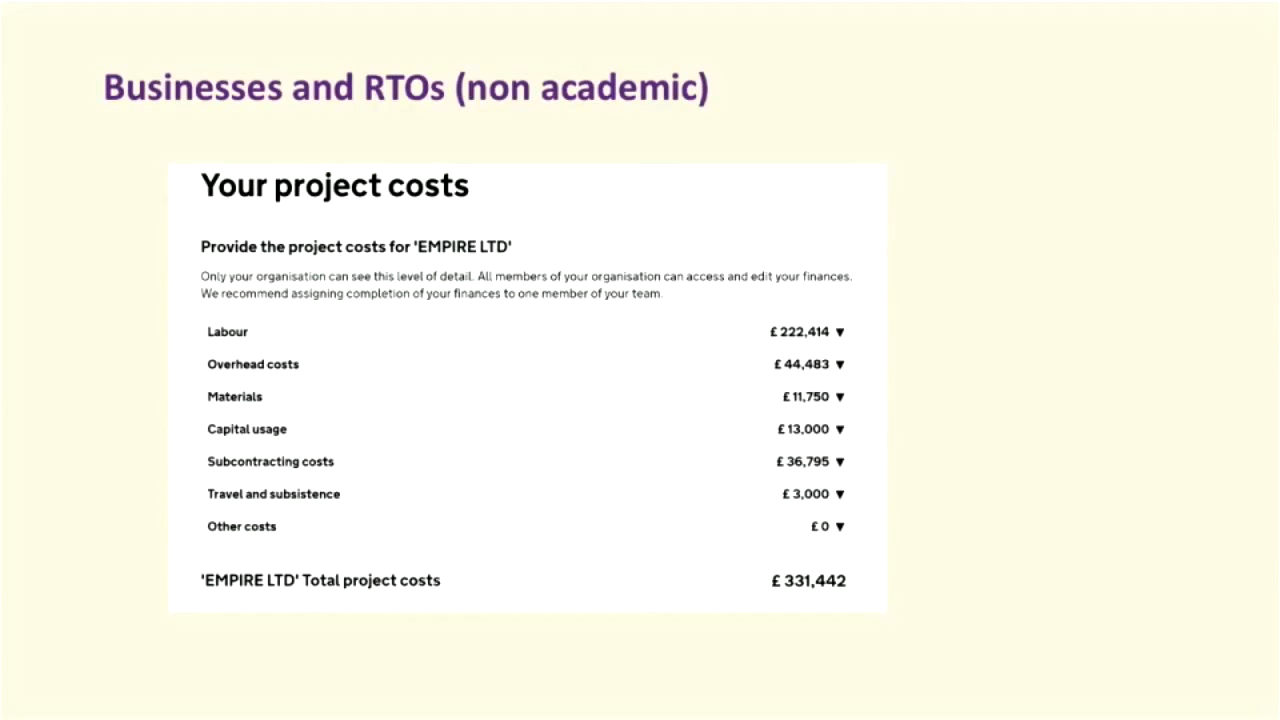 Businesses and RTOs (non academic)
Your project costs
Provide the project costs for 'EMPIRE LTD'
Only your organisation can see this level of detail. All members of your organisation can access and edit your finances.
We recommend assigning completion of your finances to one member of your team.
Labour £ 222,414 ▼
Overhead costs £ 44,483 ▼
Materials £ 11,750 ▼
Capital usage £ 13,000 ▼
Subcontracting costs £ 36,795 ▼
Travel and subsistence £ 3,000 ▼
Other costs £ 0 ▼
'EMPIRE LTD' Total project costs £ 331,442